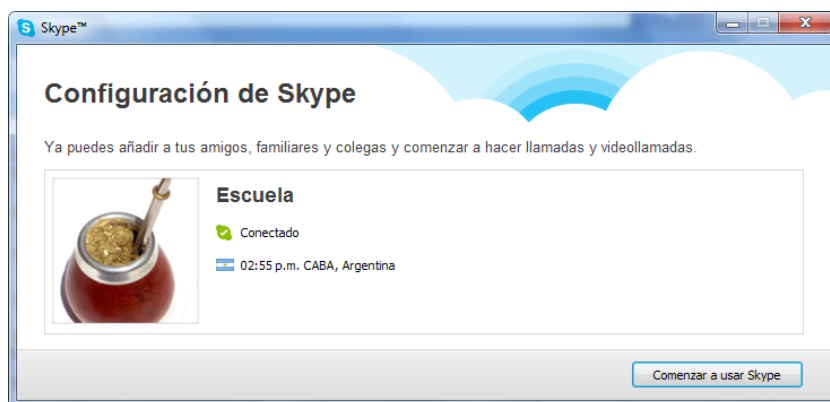 Skype™
Configuración de Skype
Ya puedes añadir a tus amigos, familiares y colegas y comenzar a hacer llamadas y videollamadas.
Escuela
Conectado
02:55 p.m. CABA, Argentina
Comenzar a usar Skype